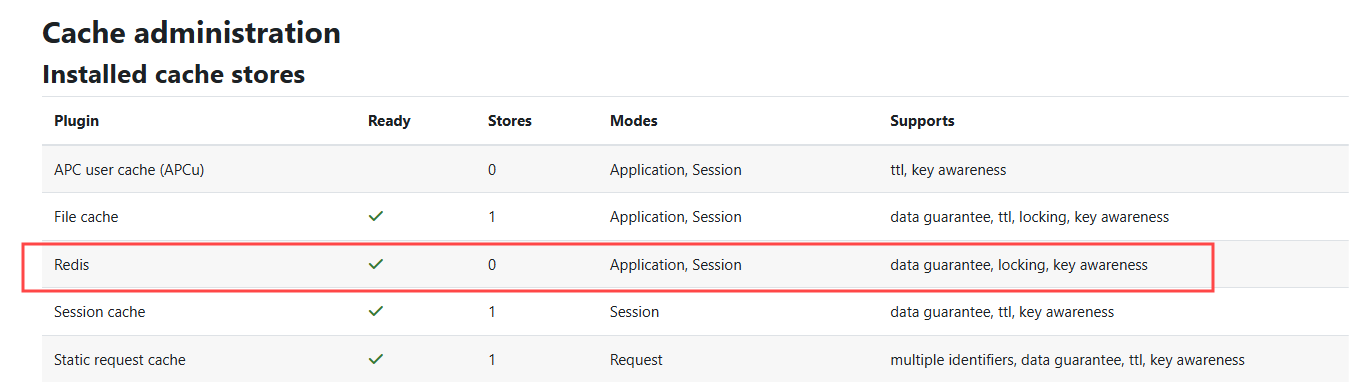 Cache administration
Installed cache stores
Plugin Ready Stores Modes Supports
APC user cache (APCu) 0 Application, Session ttl, key awareness
File cache 1 Application, Session data guarantee, ttl, locking, key awareness
Redis 0 Application, Session data guarantee, locking, key awareness
Session cache 1 Session data guarantee, ttl, key awareness
Static request cache 1 Request multiple identifiers, data guarantee, ttl, key awareness